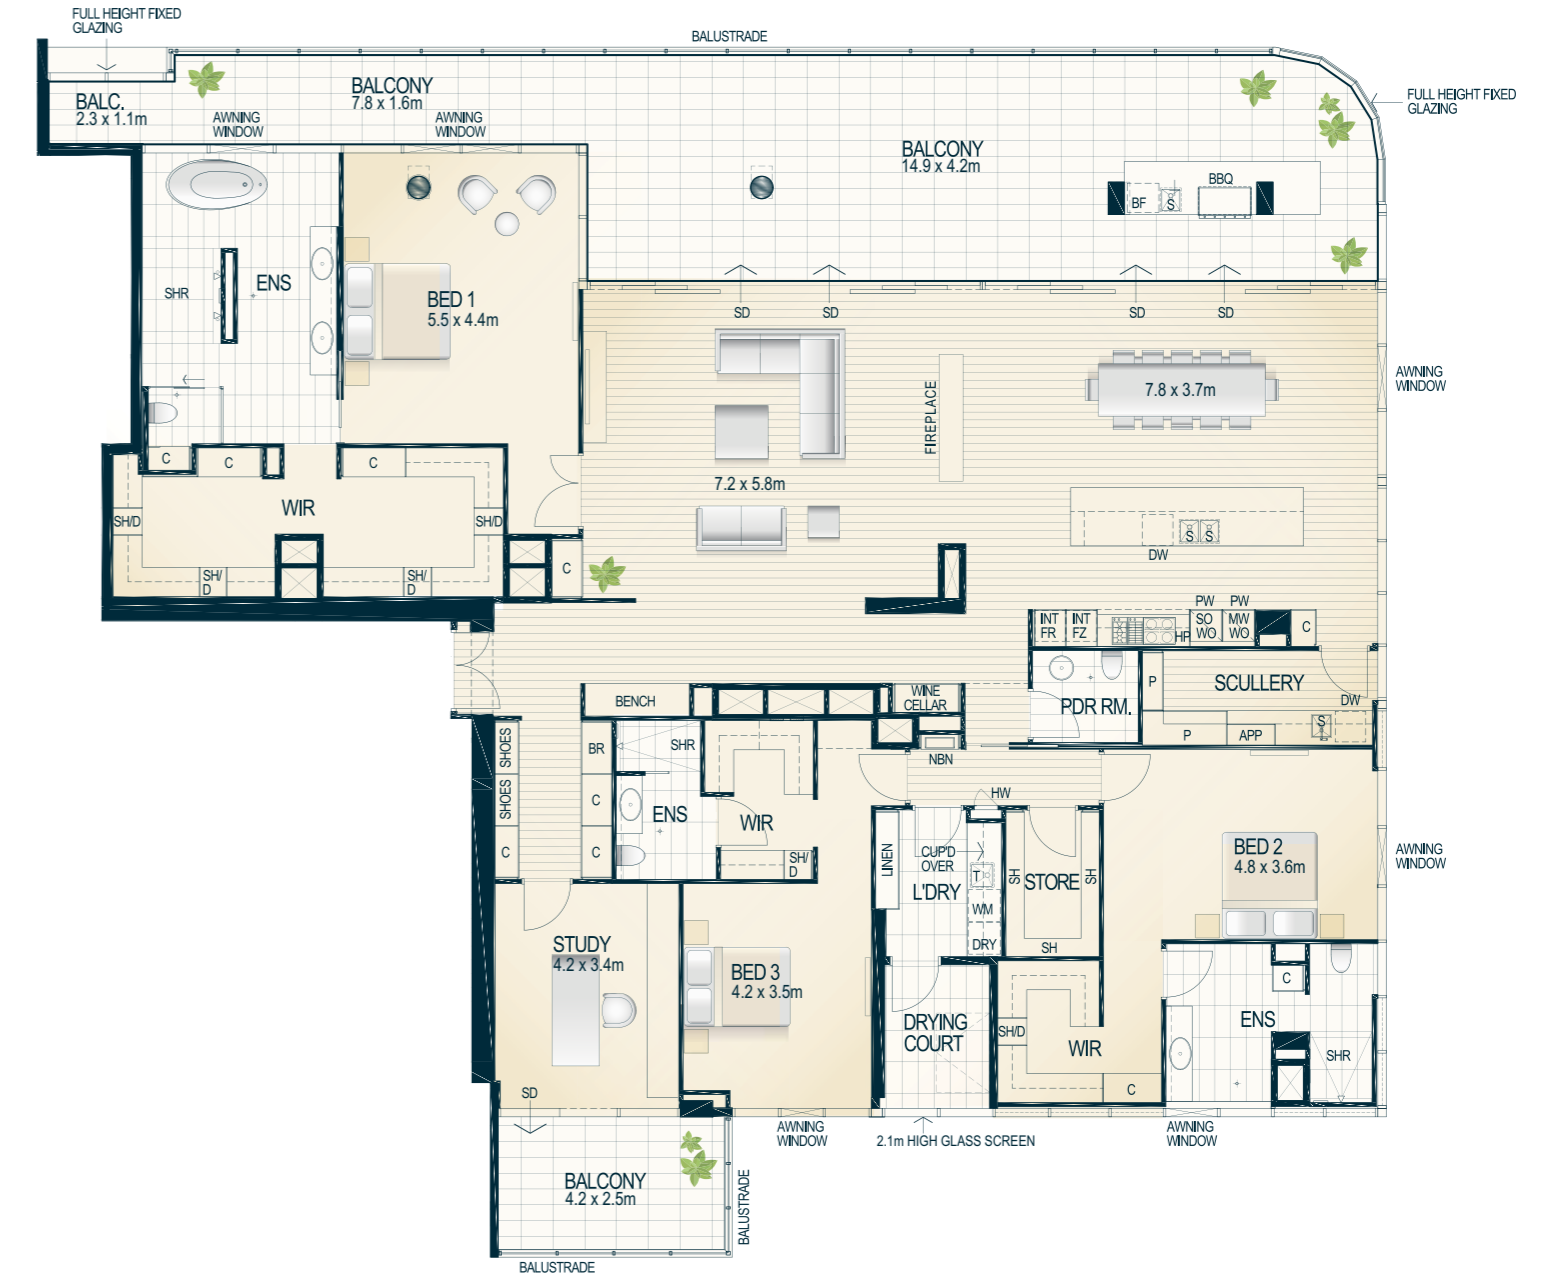 FULL HEIGHT FIXED
GLAZING
BALUSTRADE
BALCONY
7.8 x 1.6m
BALC.
2.3 x 1.1m
AWNING
WINDOW
AWNING
WINDOW
FULL HEIGHT FIXED
GLAZING
BALCONY
14.9 x 4.2m
BBQ
BF
S
ENS
SHR
BED 1
5.5 x 4.4m
SD
SD
SD
SD
AWNING
WINDOW
FIREPLACE
7.8 x 3.7m
7.2 x 5.8m
C
C
C
WIR
SH/D
SH/D
SH/
D
SH/
D
C
S
S
DW
PW
PW
INT
FR
INT
FZ
HP
SO
WO
MW
WO
C
P
SCULLERY
DW
PDR RM.
S
P
APP
BENCH
WINE
CELLAR
SHOES
BR
SHR
NBN
SHOES
C
ENS
WIR
HW
C
C
SH/
D
LINEN
CUP'D
OVER
T
L'DRY
WM
DRY
SH
STORE
SH
SH
BED 2
4.8 x 3.6m
AWNING
WINDOW
STUDY
4.2 x 3.4m
BED 3
4.2 x 3.5m
C
DRYING
COURT
SH/D
WIR
ENS
SHR
C
SD
AWNING
WINDOW
2.1m HIGH GLASS SCREEN
AWNING
WINDOW
BALCONY
4.2 x 2.5m
BALUSTRADE
BALUSTRADE